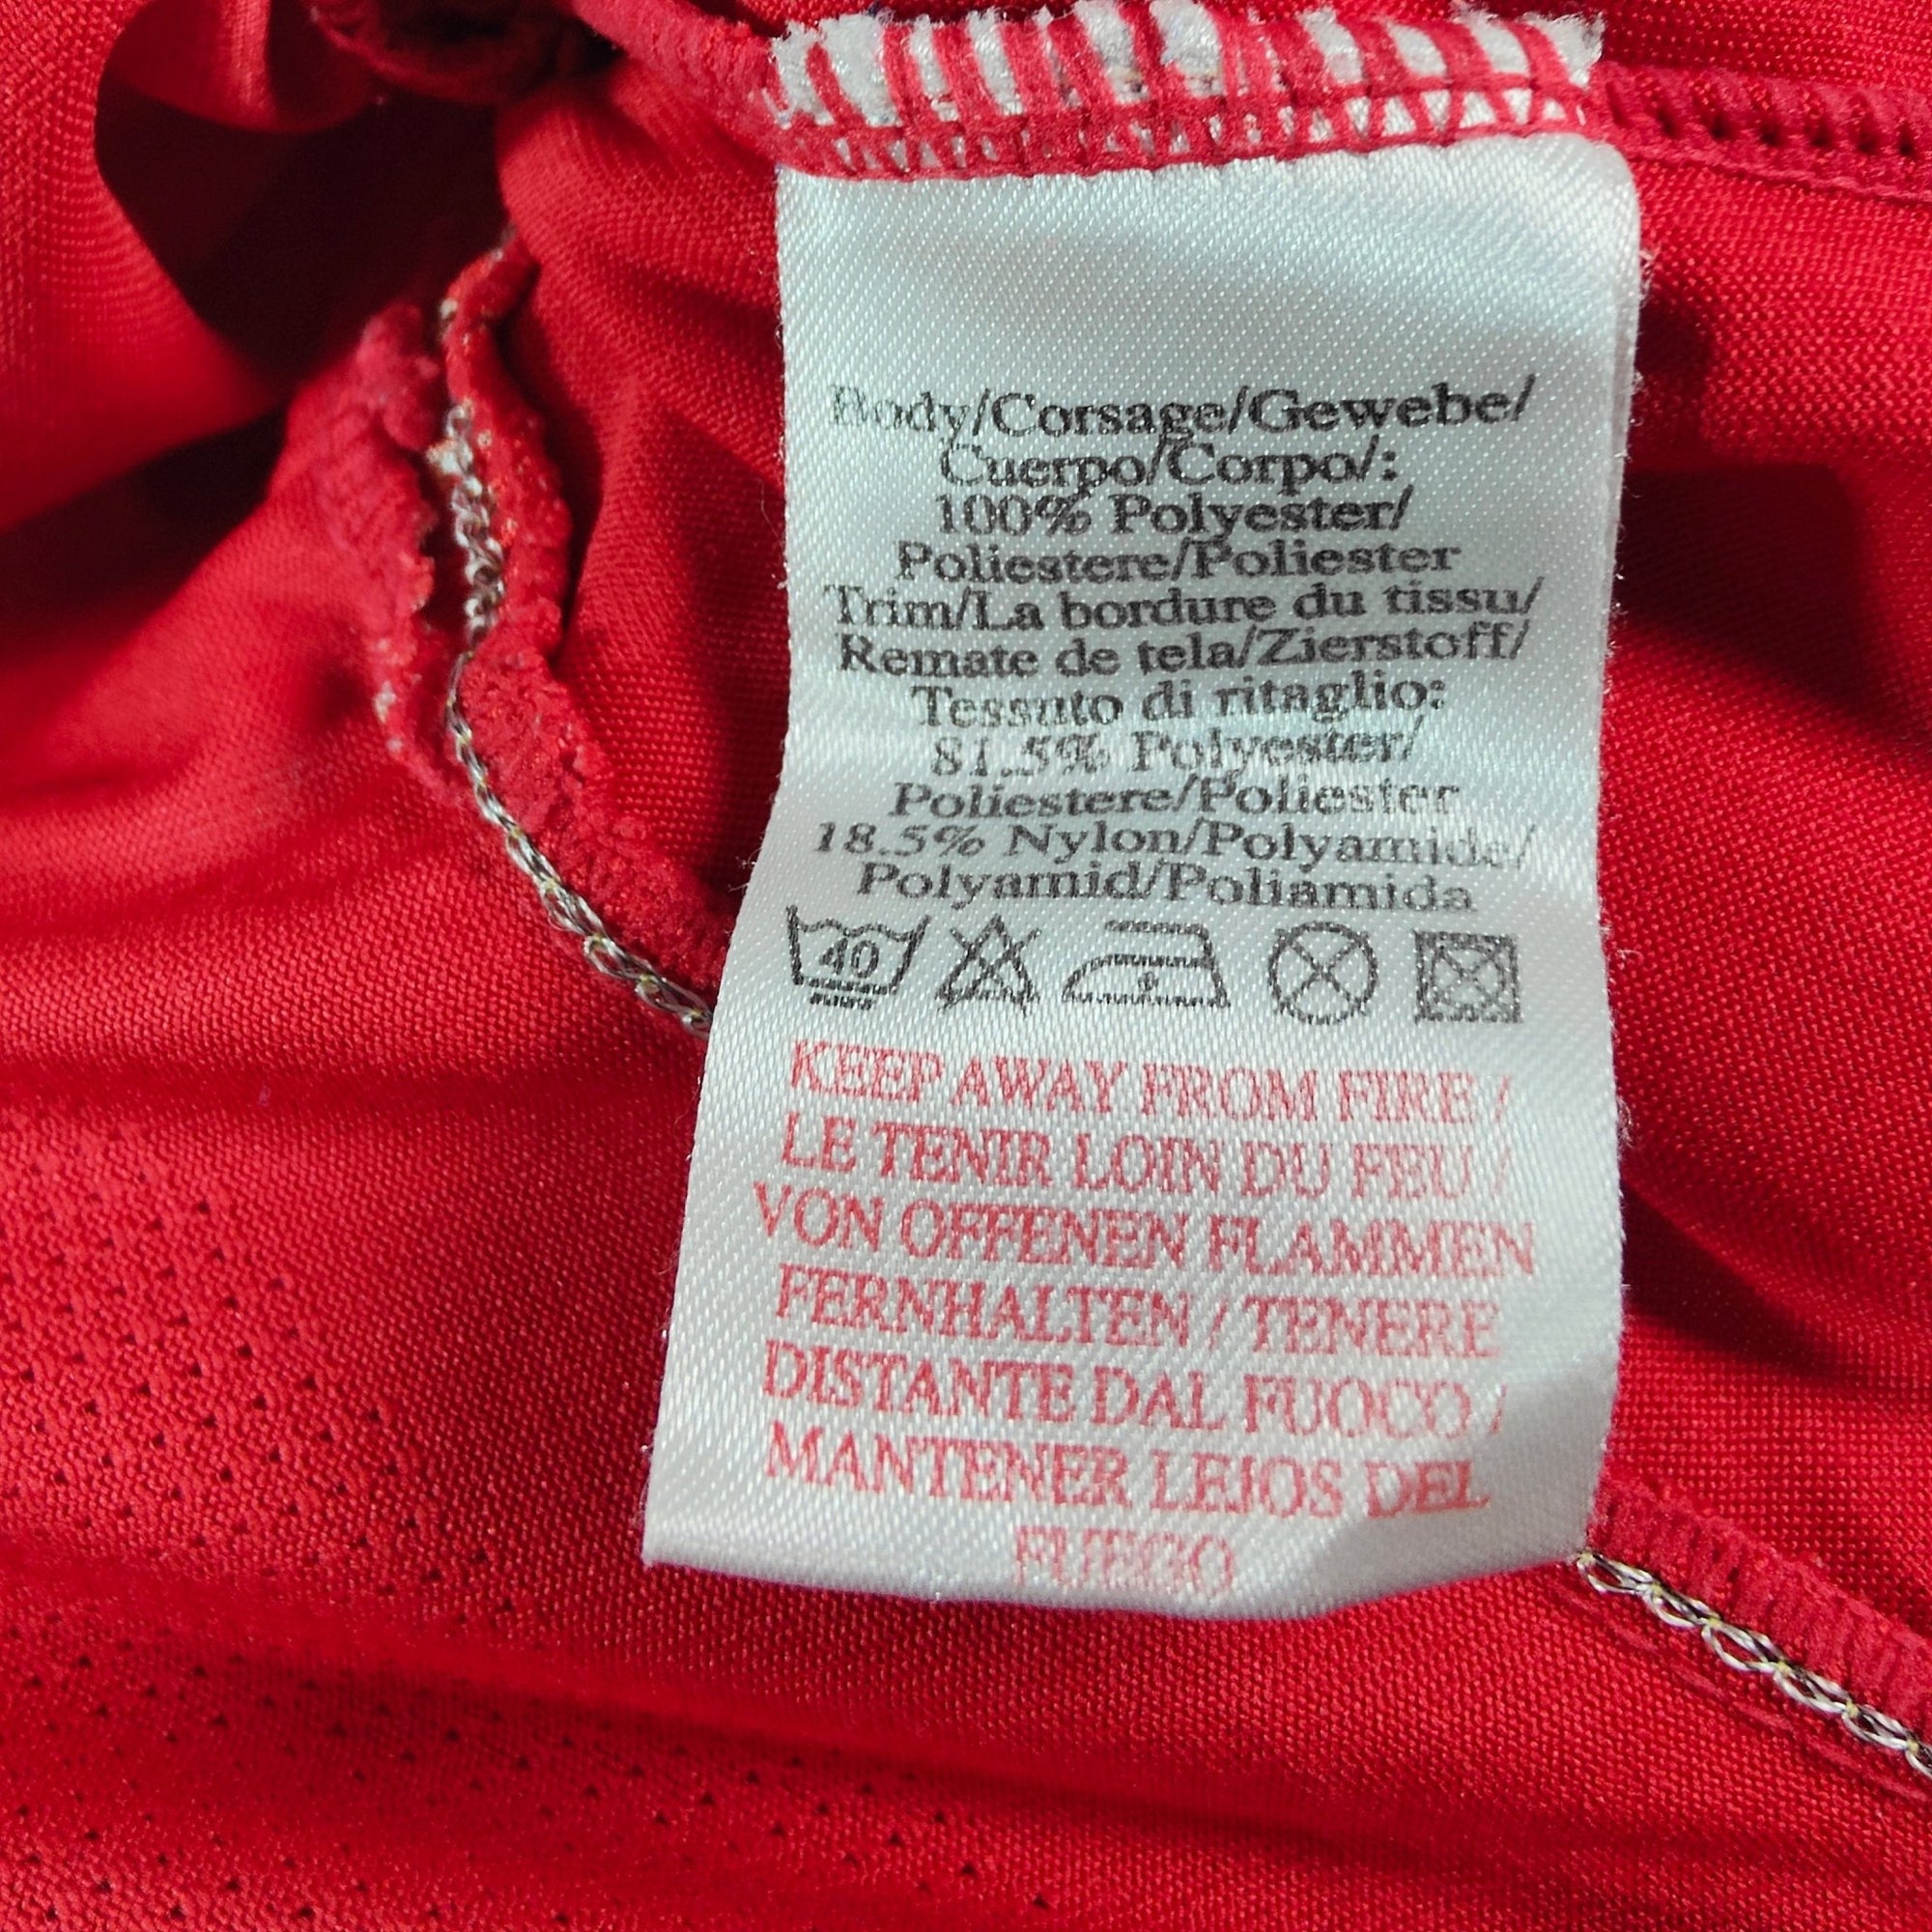 Body/Corsage/Gewebe/
Cuerpo/Corpo/:
100% Polyester/
Poliestere/Poliester
Trim/La bordure du tissu/
Remate de tela/Zierstoff/
Tessuto di ritaglio:
81.5% Polyester/
Poliestere/Poliester
18.5% Nylon/Polyamide/
Polyamid/Poliamida
40
KEEP AWAY FROM FIRE /
LE TENIR LOIN DU FEU /
VON OFFENEN FLAMMEN
FERNHALTEN / TENERE
DISTANTE DAL FUOCO /
MANTENER LEJOS DEL
FUEGO